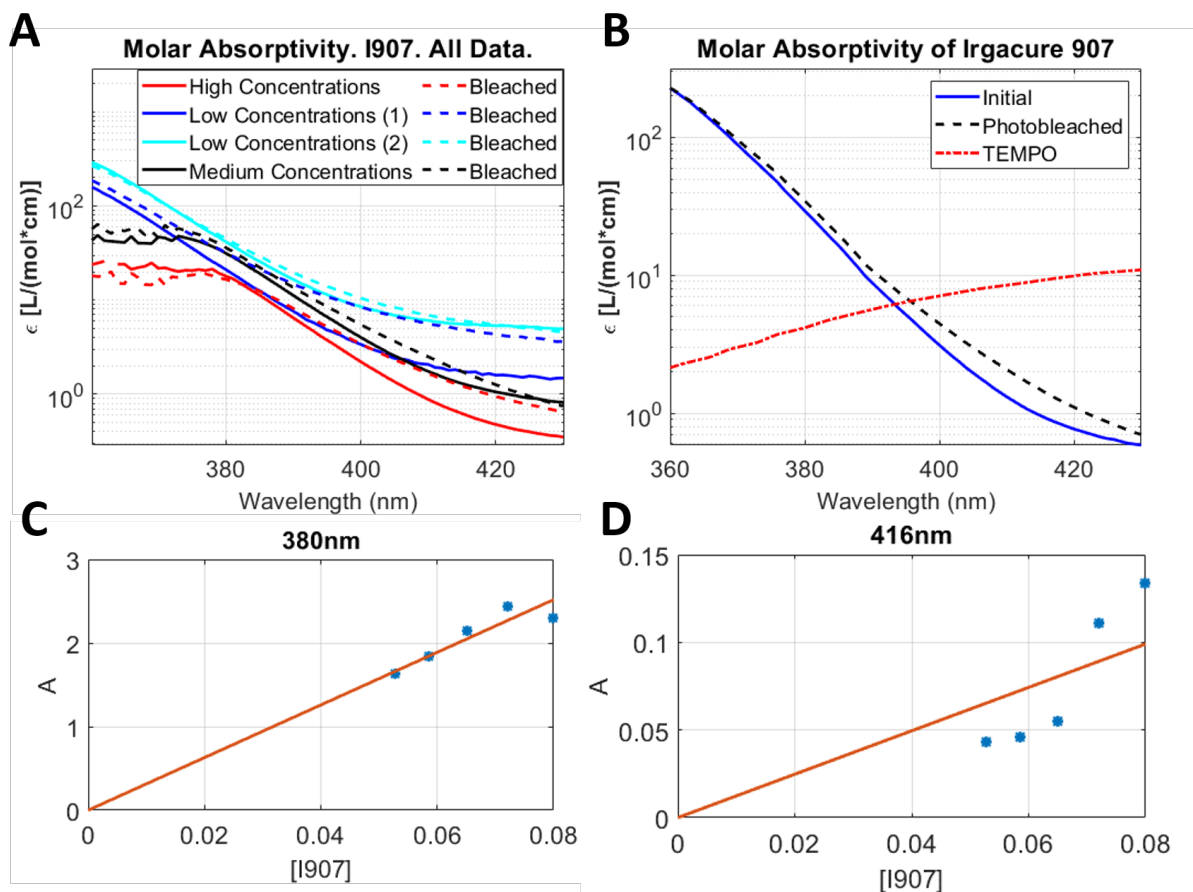 A
Molar Absorptivity. I907. All Data.
High Concentrations
Bleached
Low Concentrations (1)
Bleached
Low Concentrations (2)
Bleached
Medium Concentrations
Bleached
ϵ [L/(mol*cm)]
10^2
10^0
380
400
420
Wavelength (nm)
B
Molar Absorptivity of Irgacure 907
Initial
Photobleached
TEMPO
ϵ [L/(mol*cm)]
10^2
10^1
10^0
360
380
400
420
Wavelength (nm)
C
380nm
A
3
2
1
0
0
0.02
0.04
0.06
0.08
[I907]
D
416nm
A
0.15
0.1
0.05
0
0
0.02
0.04
0.06
0.08
[I907]